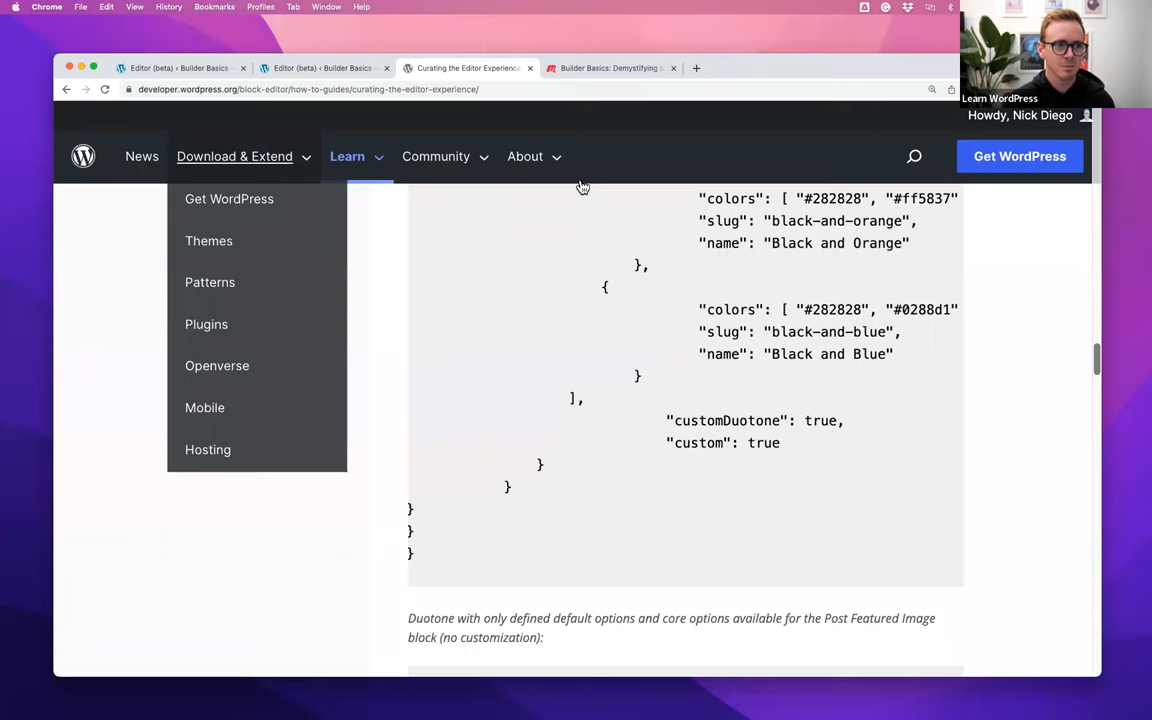 Chrome File Edit View History Bookmarks Profiles Tab Window Help
Editor (beta) ‹ Builder Basics —
Editor (beta) ‹ Builder Basics —
Curating the Editor Experience
Builder Basics: Demystifying t
developer.wordpress.org/block-editor/how-to-guides/curating-the-editor-experience/
Learn WordPress
Howdy, Nick Diego
News Download & Extend Learn Community About Get WordPress
Get WordPress
Themes
Patterns
Plugins
Openverse
Mobile
Hosting
"colors": [ "#282828", "#ff5837"
"slug": "black-and-orange",
"name": "Black and Orange"
},
{
"colors": [ "#282828", "#0288d1"
"slug": "black-and-blue",
"name": "Black and Blue"
}
],
"customDuotone": true,
"custom": true
}
}
}
}
}
Duotone with only defined default options and core options available for the Post Featured Image
block (no customization):